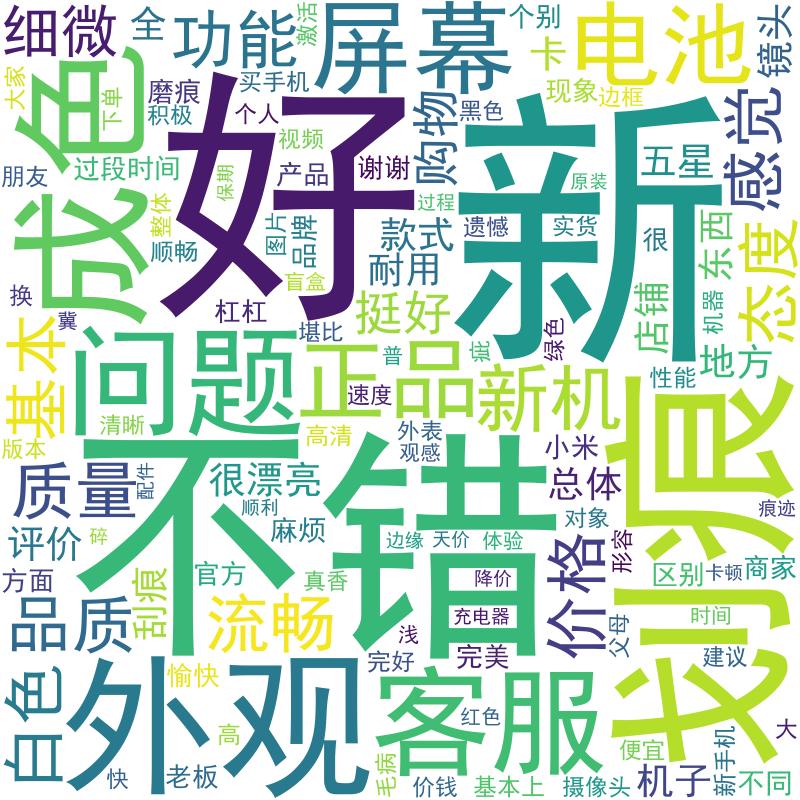 细微
全
功能
激活
屏幕
个别
电池
镜头
卡
大家
成色
下单
磨痕
积极
买手机
个人
好
视频
购物
黑色
现象
边框
感觉
新
朋友
过段时间
保期
产品
谢谢
过程
原装
五星
整体
顺畅
图片
品牌
款式
遗憾
实货
很
东西
态度
盲盒
耐用
换
冀
杠杠
堪比
挺好
店铺
机器
绿色
基本
问题
正品
普
疵
新机
地方
速度
性能
划痕
版本
清晰
高清
外表
观感
小米
不错
质量
配件
很漂亮
顺利
麻烦
总体
对象
痕迹
评价
碎
边缘
天价
体验
价格
形容
方面
刮痕
官方
真香
降价
区别
卡顿
商家
品质
流畅
充电器
浅
时间
父母
白色
外观
愉快
完好
完美
客服
建议
高
红色
便宜
新手机
大
快
老板
毛病
价钱
基本上
摄像头
机子
不同